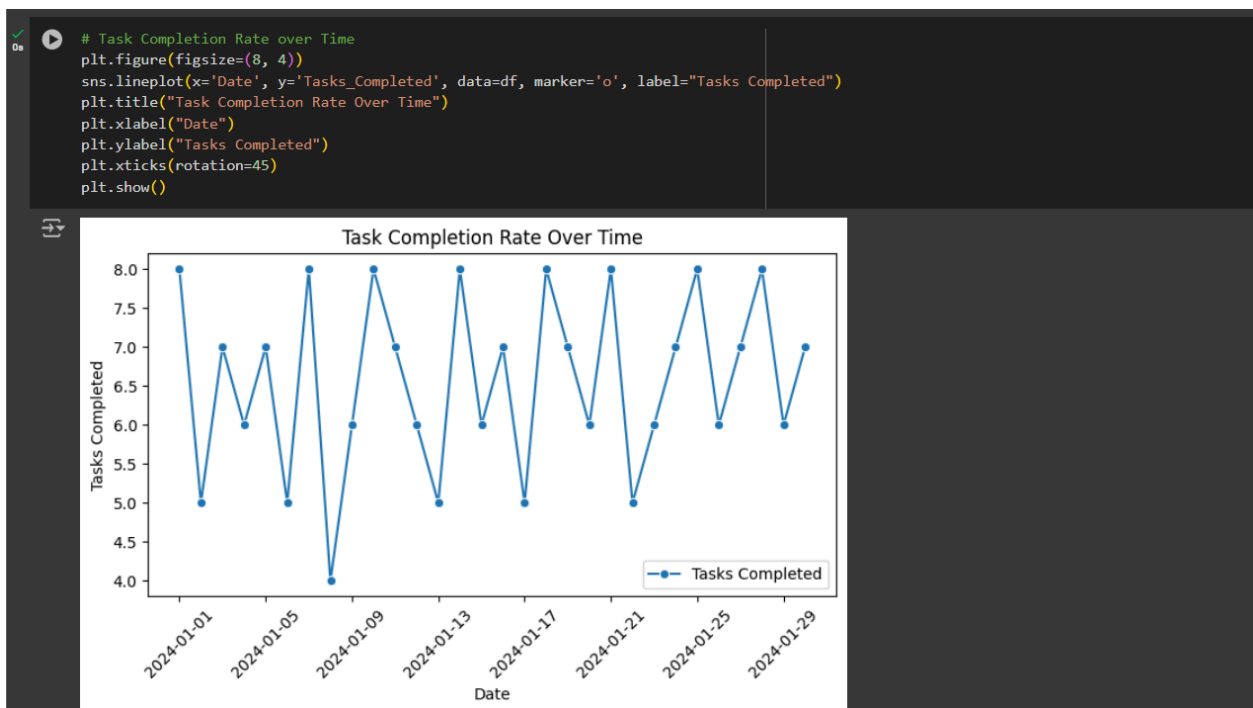 # Task Completion Rate over Time
plt.figure(figsize=(8, 4))
sns.lineplot(x='Date', y='Tasks_Completed', data=df, marker='o', label="Tasks Completed")
plt.title("Task Completion Rate Over Time")
plt.xlabel("Date")
plt.ylabel("Tasks Completed")
plt.xticks(rotation=45)
plt.show()
0s
Task Completion Rate Over Time
Tasks Completed
8.0
7.5
7.0
6.5
6.0
5.5
5.0
4.5
4.0
Tasks Completed
2024-01-01
2024-01-05
2024-01-09
2024-01-13
2024-01-17
2024-01-21
2024-01-25
2024-01-29
Date